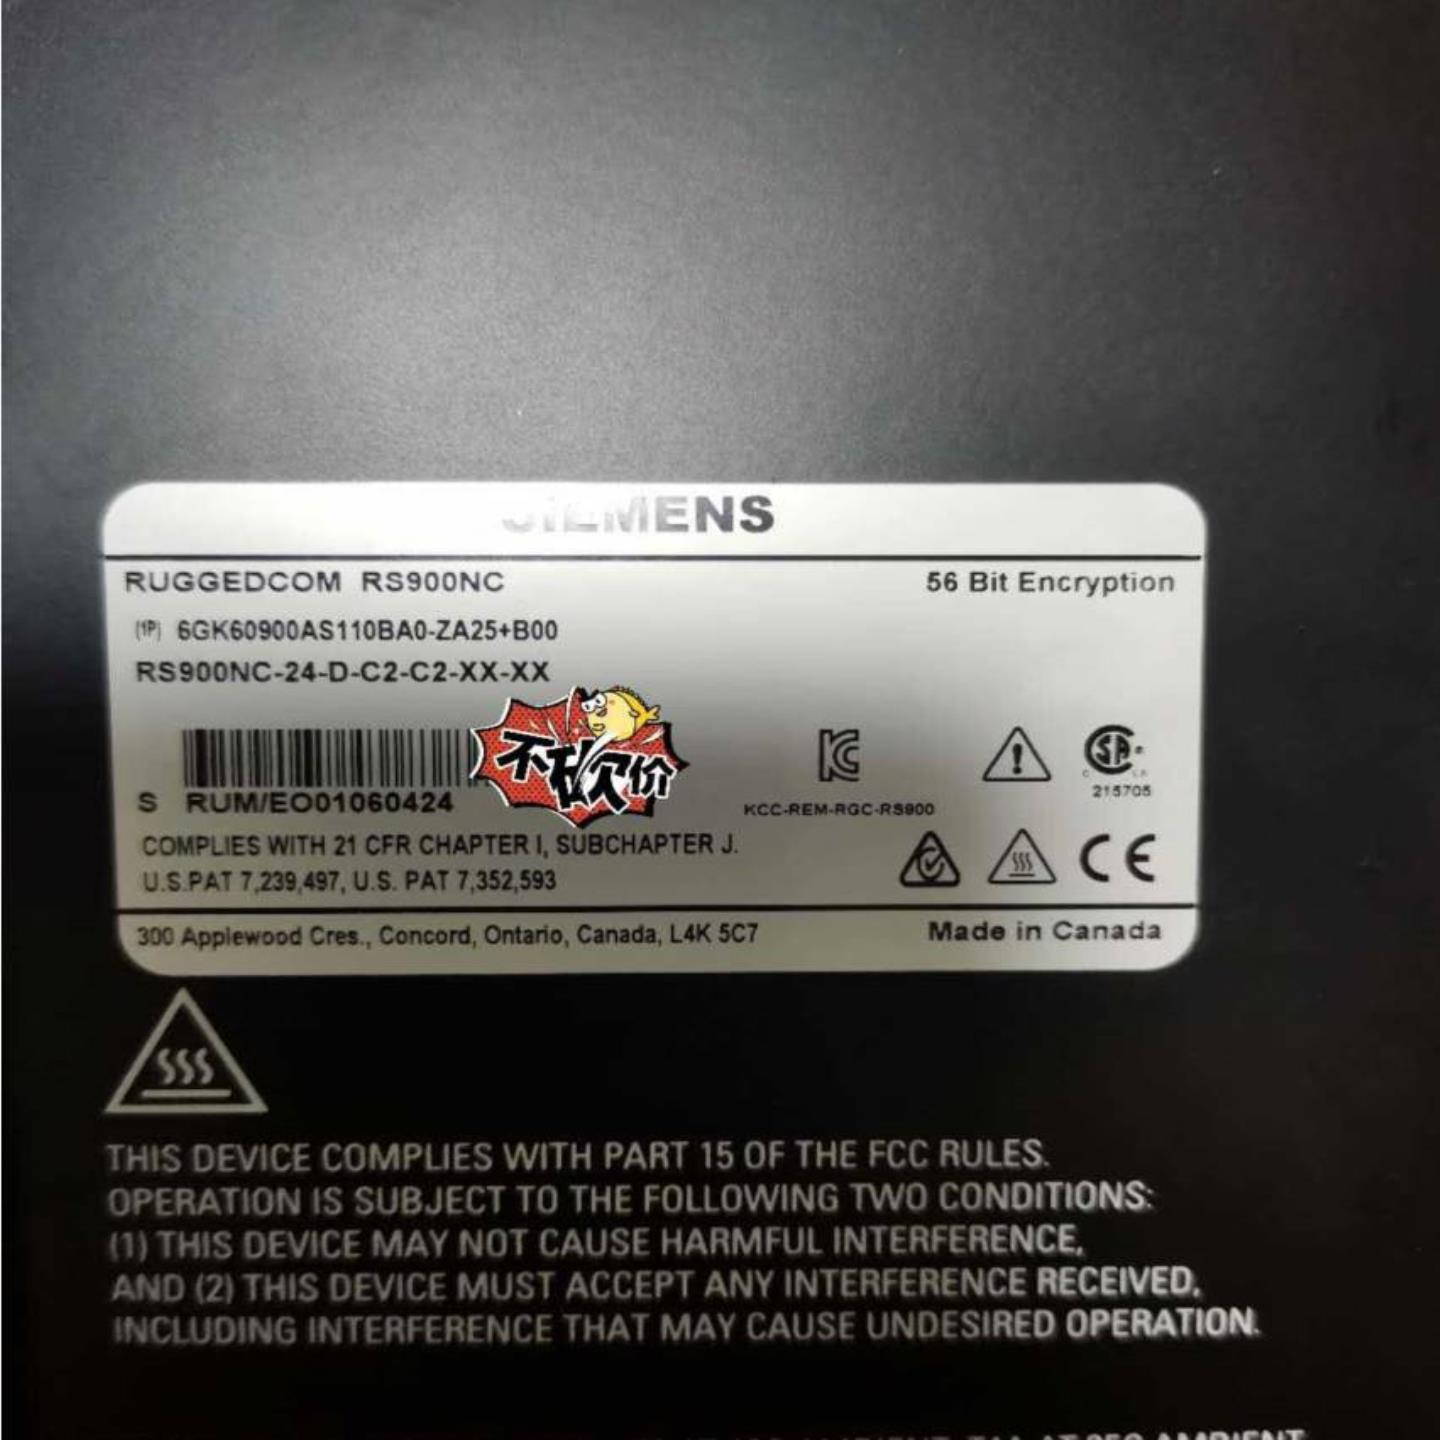 SIEMENS
RUGGEDCOM RS900NC
56 Bit Encryption
(1P) 6GK60900AS110BA0-ZA25+B00
RS900NC-24-D-C2-C2-XX-XX
不砍价
S RUM/EO01060424
KCC-REM-RGC-RS900
C LA
215705
COMPLIES WITH 21 CFR CHAPTER I, SUBCHAPTER J.
U.S.PAT 7,239,497, U.S. PAT 7,352,593
CE
300 Applewood Cres., Concord, Ontario, Canada, L4K 5C7
Made in Canada
THIS DEVICE COMPLIES WITH PART 15 OF THE FCC RULES.
OPERATION IS SUBJECT TO THE FOLLOWING TWO CONDITIONS:
(1) THIS DEVICE MAY NOT CAUSE HARMFUL INTERFERENCE,
AND (2) THIS DEVICE MUST ACCEPT ANY INTERFERENCE RECEIVED,
INCLUDING INTERFERENCE THAT MAY CAUSE UNDESIRED OPERATION.
AMBIENT